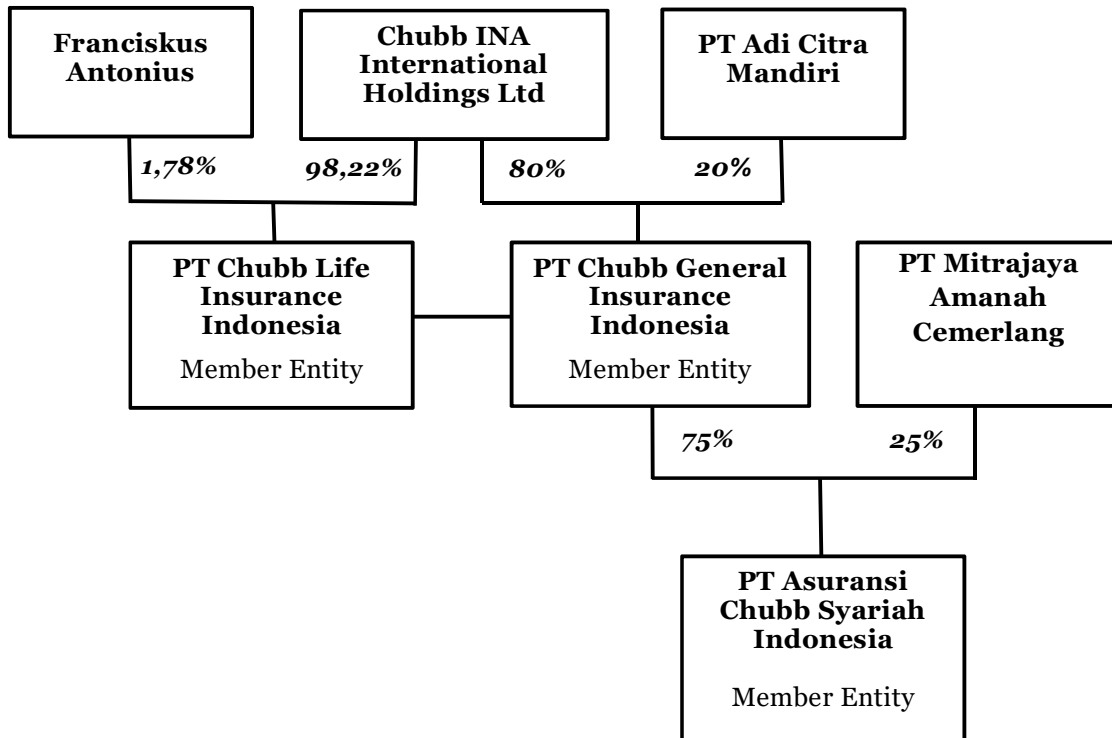 Franciskus
Antonius
Chubb INA
International
Holdings Ltd
PT Adi Citra
Mandiri
1,78%
98,22%
80%
20%
PT Chubb Life
Insurance
Indonesia
Member Entity
PT Chubb General
Insurance
Indonesia
Member Entity
PT Mitrajaya
Amanah
Cemerlang
75%
25%
PT Asuransi
Chubb Syariah
Indonesia
Member Entity